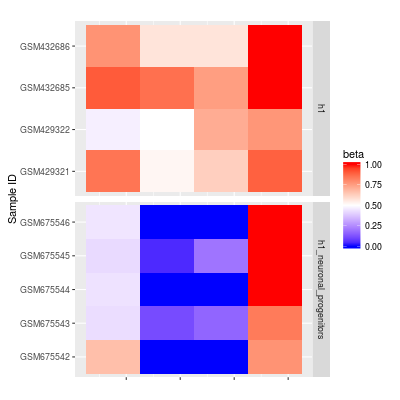 GSM432686
GSM432685
GSM429322
GSM429321
GSM675546
GSM675545
GSM675544
GSM675543
GSM675542
Sample ID
h1
h1_neuronal_progenitors
beta
1.00
0.75
0.50
0.25
0.00